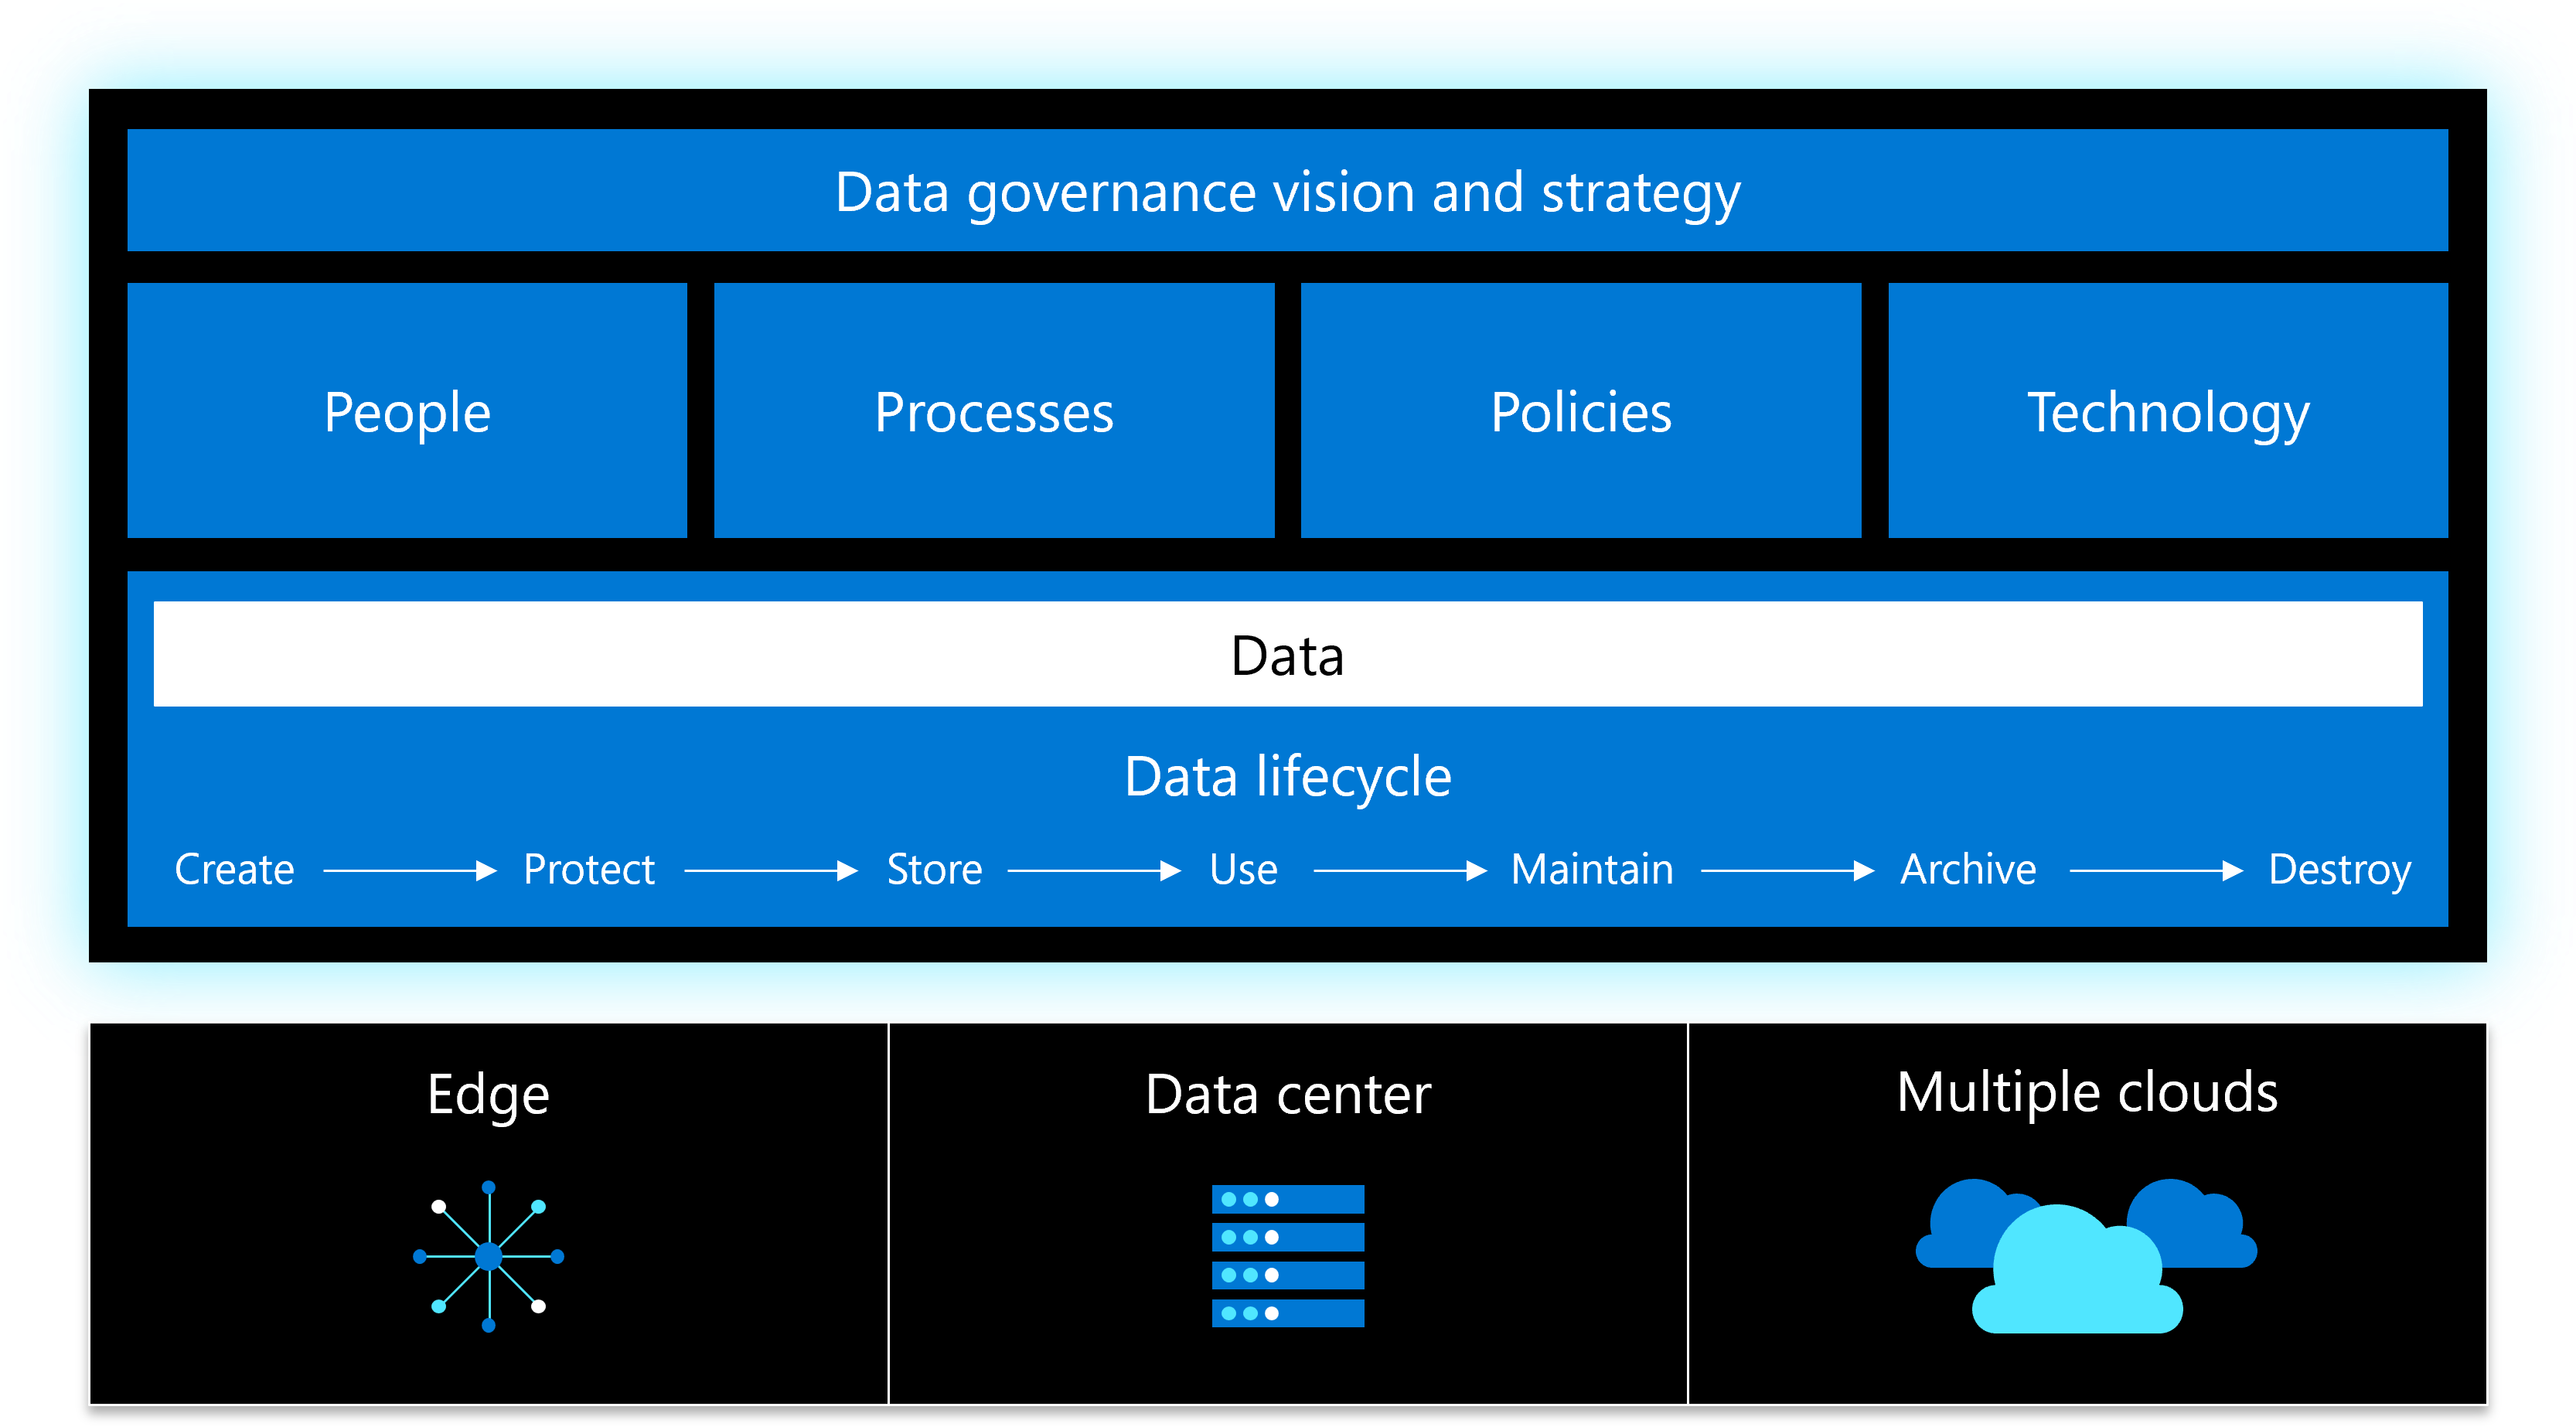 Data governance vision and strategy
People
Processes
Policies
Technology
Data
Data lifecycle
Create
Protect
Store
Use
Maintain
Archive
Destroy
Edge
Data center
Multiple clouds